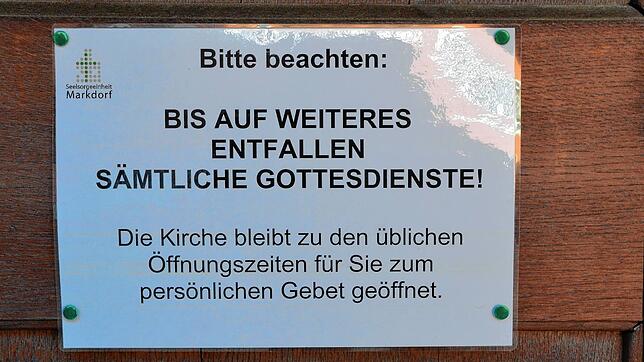 Bitte beachten:
Seelsorgeeinheit
Markdorf
BIS AUF WEITERES
ENTFALLEN
SÄMTLICHE GOTTESDIENSTE!
Die Kirche bleibt zu den üblichen
Öffnungszeiten für Sie zum
persönlichen Gebet geöffnet.